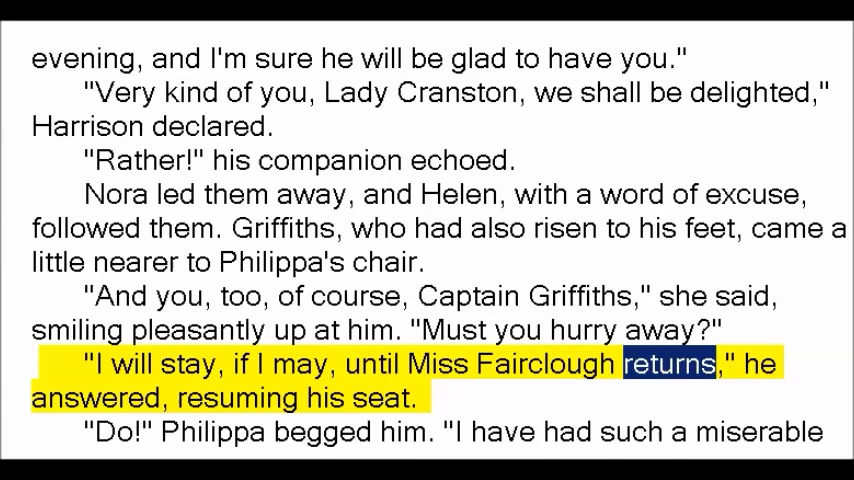 evening, and I'm sure he will be glad to have you."
"Very kind of you, Lady Cranston, we shall be delighted,"
Harrison declared.
"Rather!" his companion echoed.
Nora led them away, and Helen, with a word of excuse,
followed them. Griffiths, who had also risen to his feet, came a
little nearer to Philippa's chair.
"And you, too, of course, Captain Griffiths," she said,
smiling pleasantly up at him. "Must you hurry away?"
"I will stay, if I may, until Miss Fairclough returns," he
answered, resuming his seat.
"Do!" Philippa begged him. "I have had such a miserable